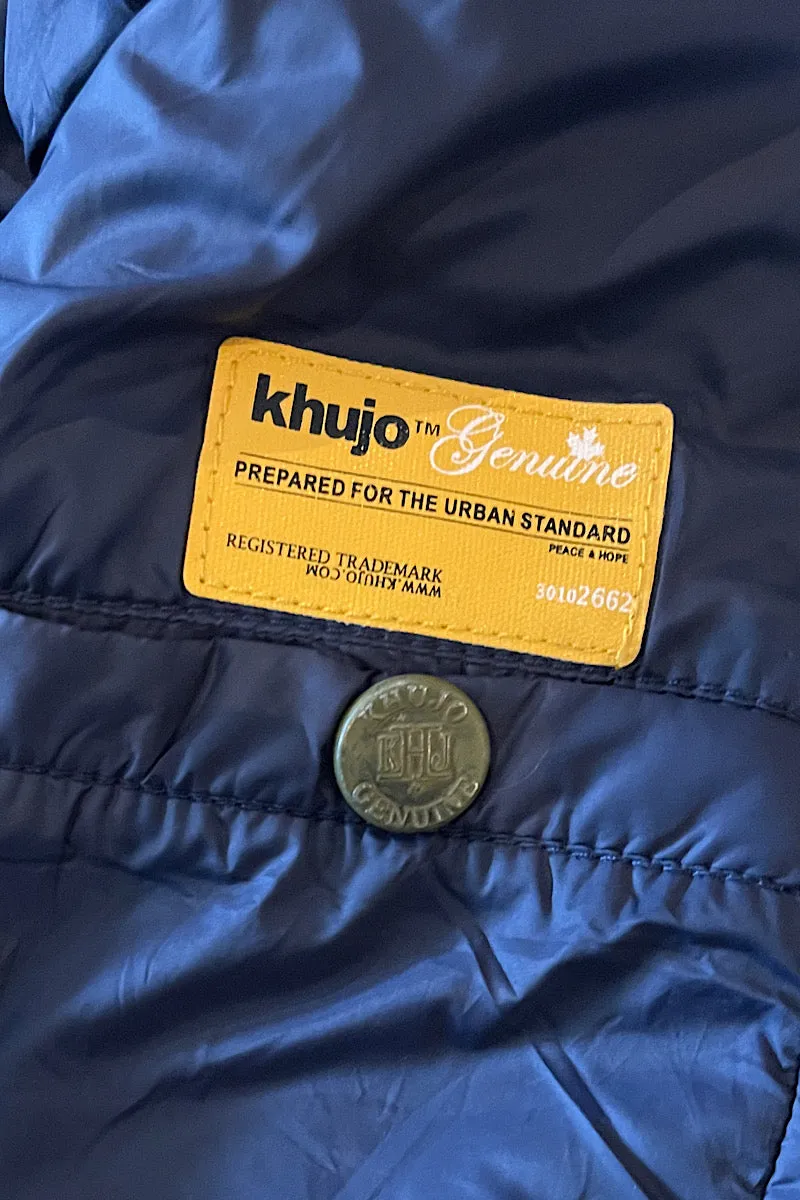 khujo™ Genuine
PREPARED FOR THE URBAN STANDARD
PEACE & HOPE
REGISTERED TRADEMARK
WWW.KHUJO.COM
30102662
KHUJO
KHJ
GENUINE